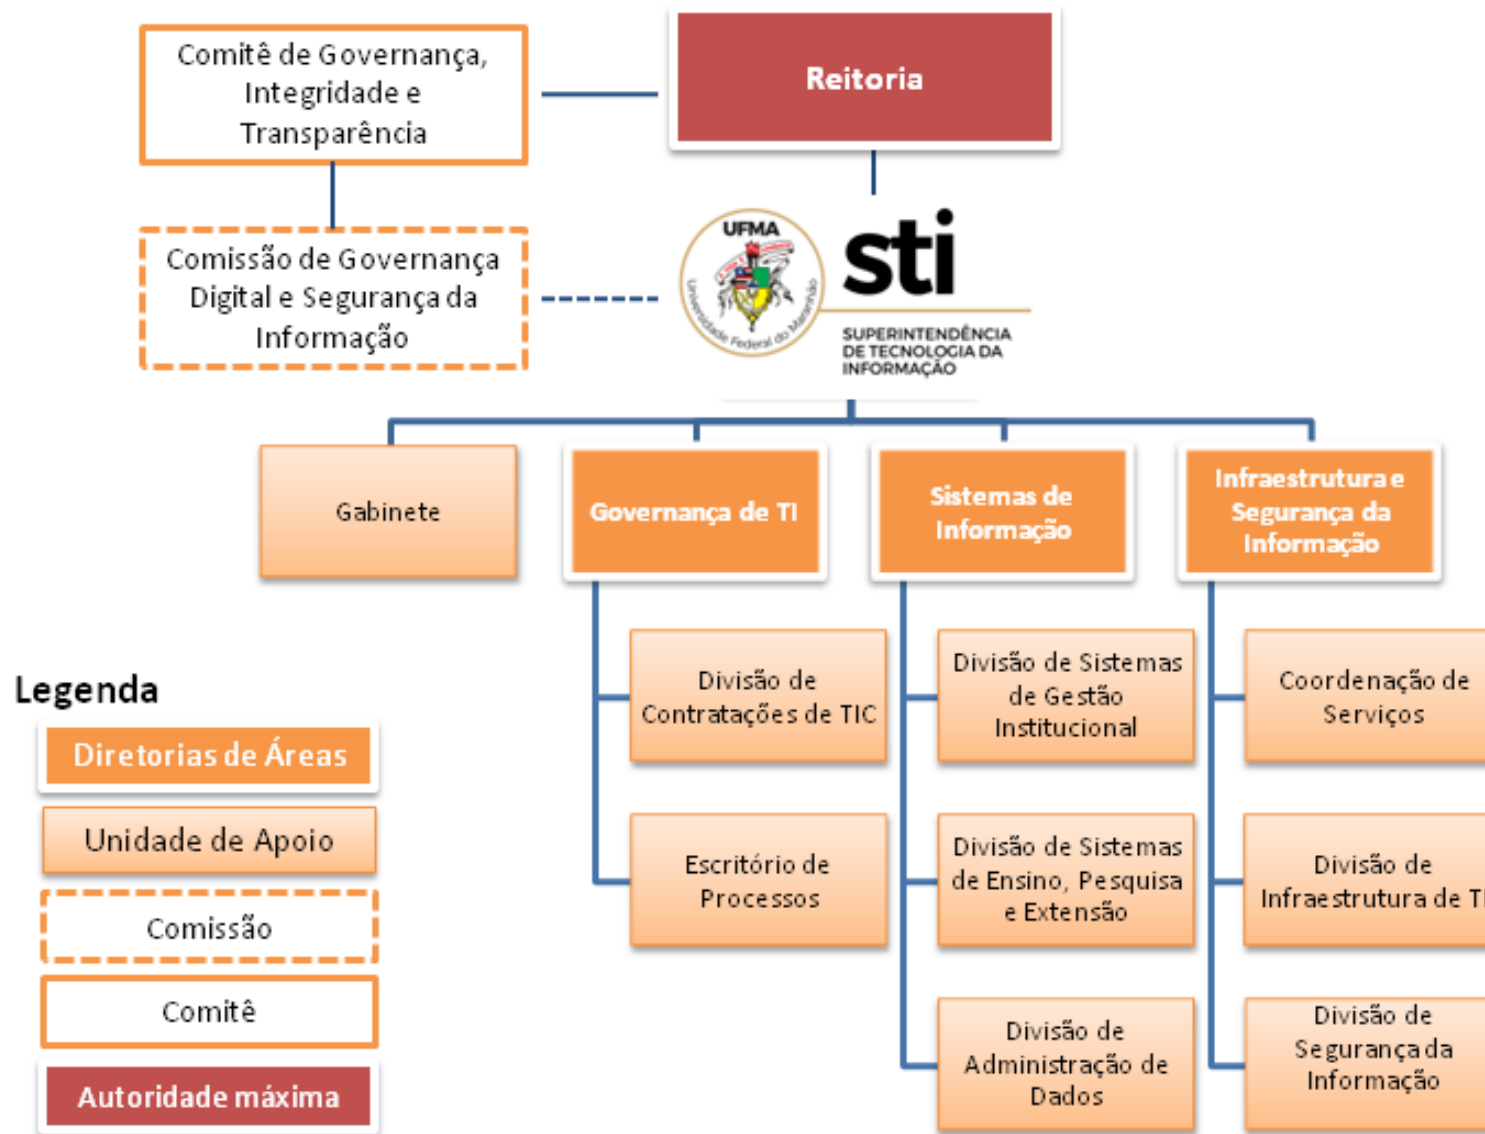 Comitê de Governança,
Integridade e
Transparência
Reitoria
Comissão de Governança
Digital e Segurança da
Informação
UFMA
Universidade Federal do Maranhão
sti
SUPERINTENDÊNCIA
DE TECNOLOGIA DA
INFORMAÇÃO
Gabinete
Governança de TI
Sistemas de
Informação
Infraestrutura e
Segurança da
Informação
Divisão de
Contratações de TIC
Escritório de
Processos
Divisão de Sistemas
de Gestão
Institucional
Divisão de Sistemas
de Ensino, Pesquisa
e Extensão
Divisão de
Administração de
Dados
Coordenação de
Serviços
Divisão de
Infraestrutura de TI
Divisão de
Segurança da
Informação
Legenda
Diretorias de Áreas
Unidade de Apoio
Comissão
Comitê
Autoridade máxima